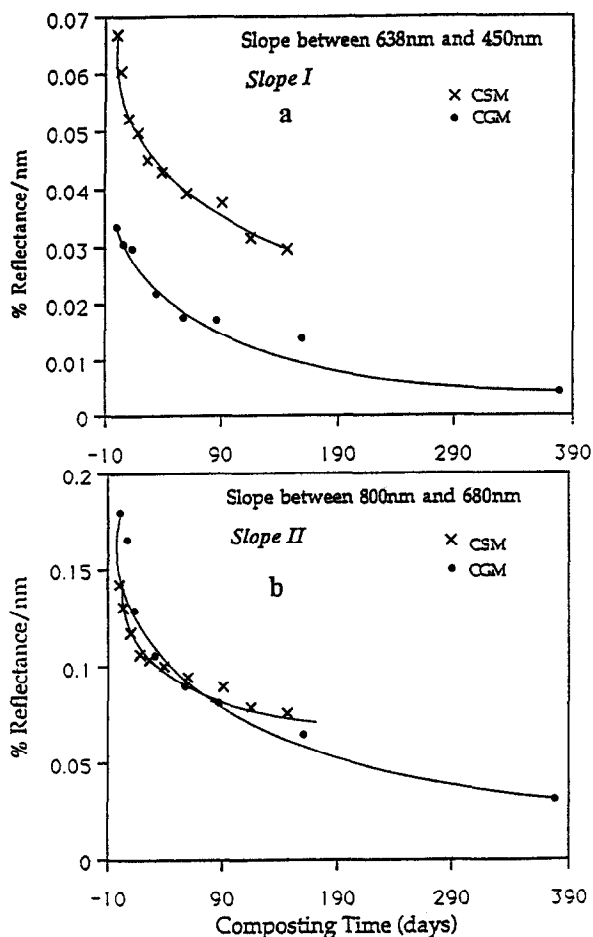 0.07
Slope between 638nm and 450nm
0.06
Slope I
a
× CSM
• CGM
0.05
0.04
0.03
0.02
0.01
0
% Reflectance/nm
-10 90 190 290 390
0.2
Slope between 800nm and 680nm
Slope II
b
× CSM
• CGM
0.15
0.1
0.05
0
% Reflectance/nm
-10 90 190 290 390
Composting Time (days)